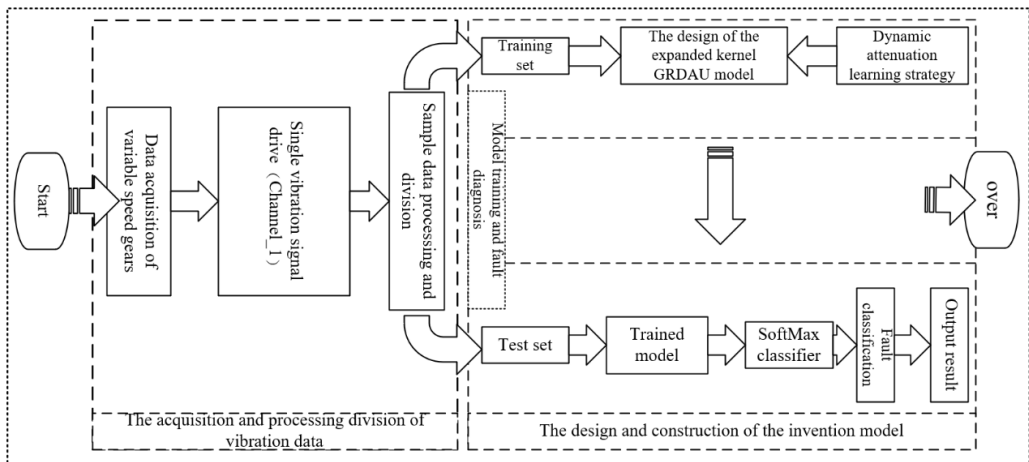 Start
Data acquisition of
variable speed gears
Single vibration signal
drive（Channel_1）
Sample data processing and
division
Training
set
The design of the
expanded kernel
GRDAU model
Dynamic
attenuation
learning strategy
Model training and fault
diagnosis
over
Test set
Trained
model
SoftMax
classifier
Fault
classification
Output result
The acquisition and processing division of
vibration data
The design and construction of the invention model